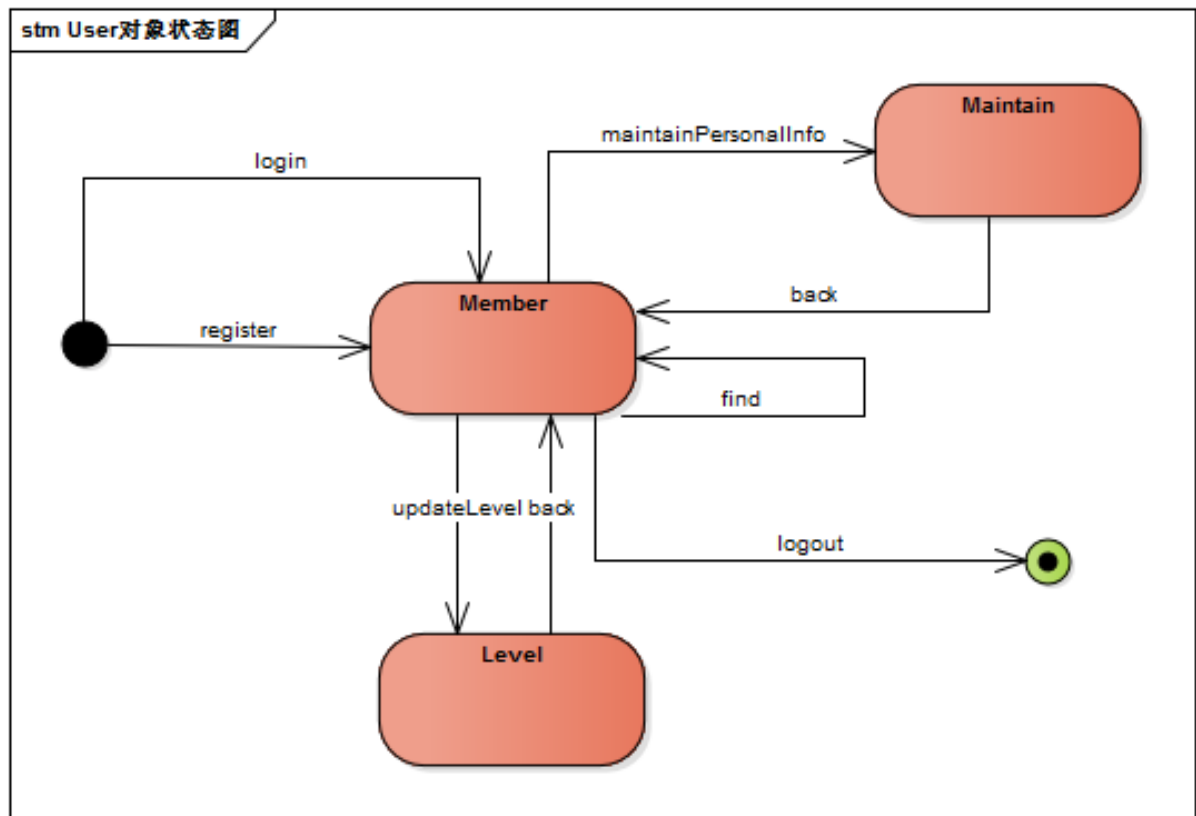 stm User对象状态图
Maintain
maintainPersonalInfo
login
back
Member
register
find
updateLevel back
logout
Level